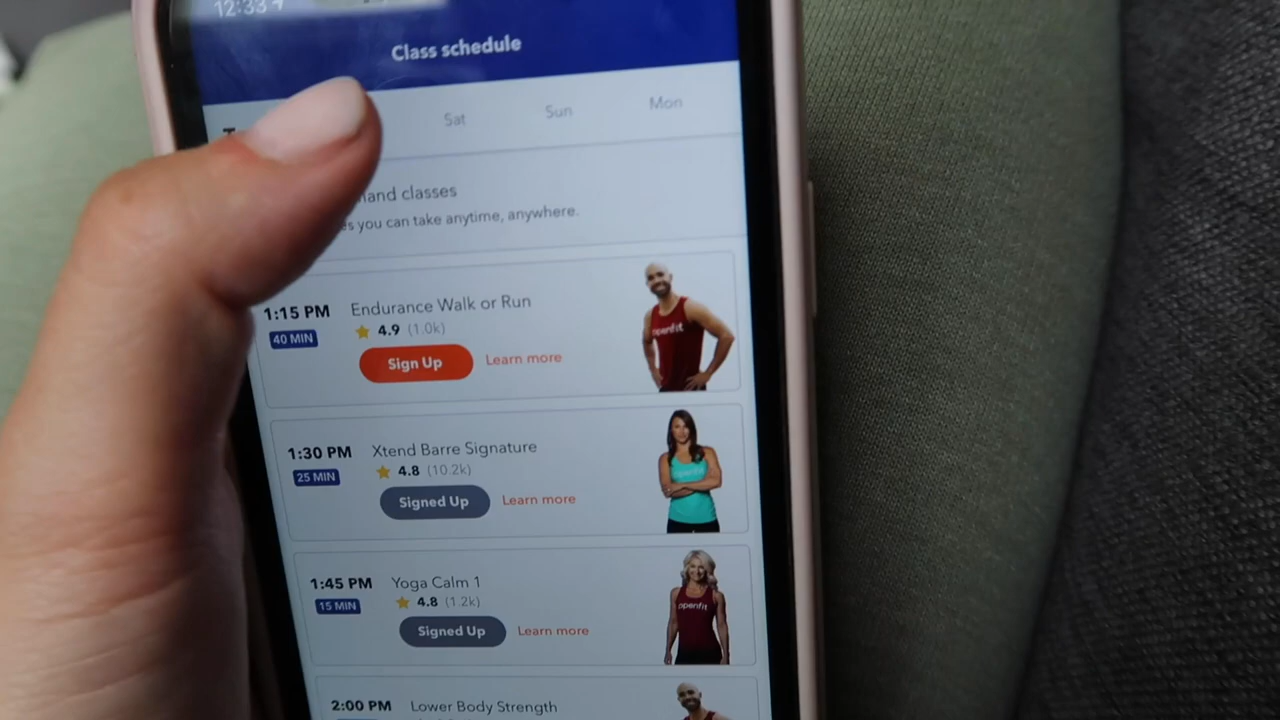 12:33
Class schedule
Sat Sun Mon
classes
you can take anytime, anywhere.
1:15 PM Endurance Walk or Run
40 MIN 4.9 (1.0k)
Sign Up Learn more
openfit
1:30 PM Xtend Barre Signature
25 MIN 4.8 (10.2k)
Signed Up Learn more
openfit
1:45 PM Yoga Calm 1
15 MIN 4.8 (1.2k)
Signed Up Learn more
openfit
2:00 PM Lower Body Strength